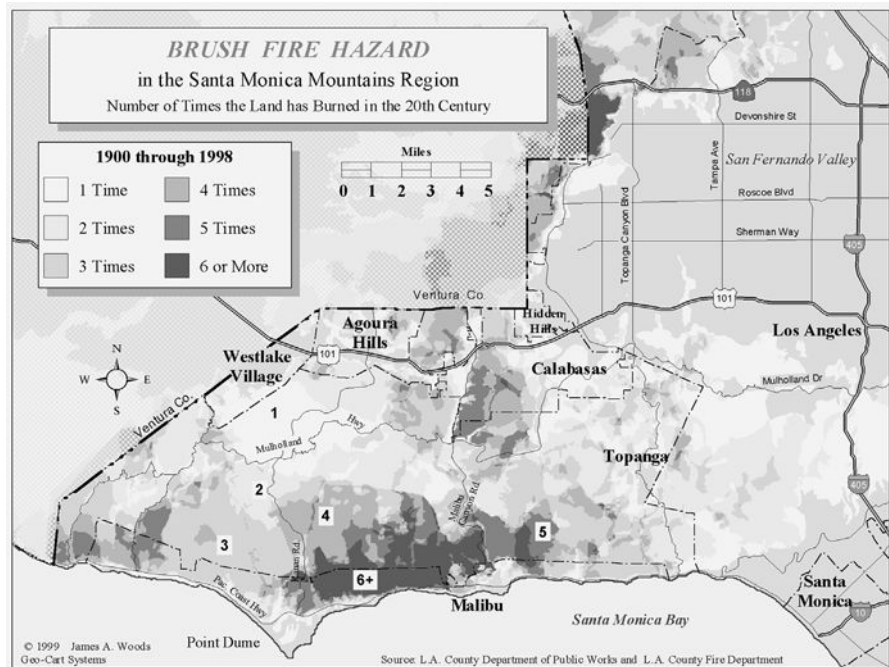 BRUSH FIRE HAZARD
in the Santa Monica Mountains Region
Number of Times the Land has Burned in the 20th Century
1900 through 1998
1 Time
4 Times
2 Times
5 Times
3 Times
6 or More
Miles
0 1 2 3 4 5
118
Devonshire St
Tampa Ave
San Fernando Valley
Roscoe Blvd
Topanga Canyon Blvd
Sherman Way
405
Ventura Co.
101
Hidden Hills
Agoura
Hills
Los Angeles
Westlake
Village
101
Calabasas
N
W E
S
Mulholland Dr
Ventura Co.
1
Mulholland Hwy
Topanga
2
Malibu
Canyon Rd.
405
4
5
3
Kanan Rd.
6+
Pac. Coast Hwy
Malibu
Santa
Monica
10
Santa Monica Bay
Point Dume
© 1999 James A. Woods
Geo-Cart Systems
Source: L.A. County Department of Public Works and L.A. County Fire Department